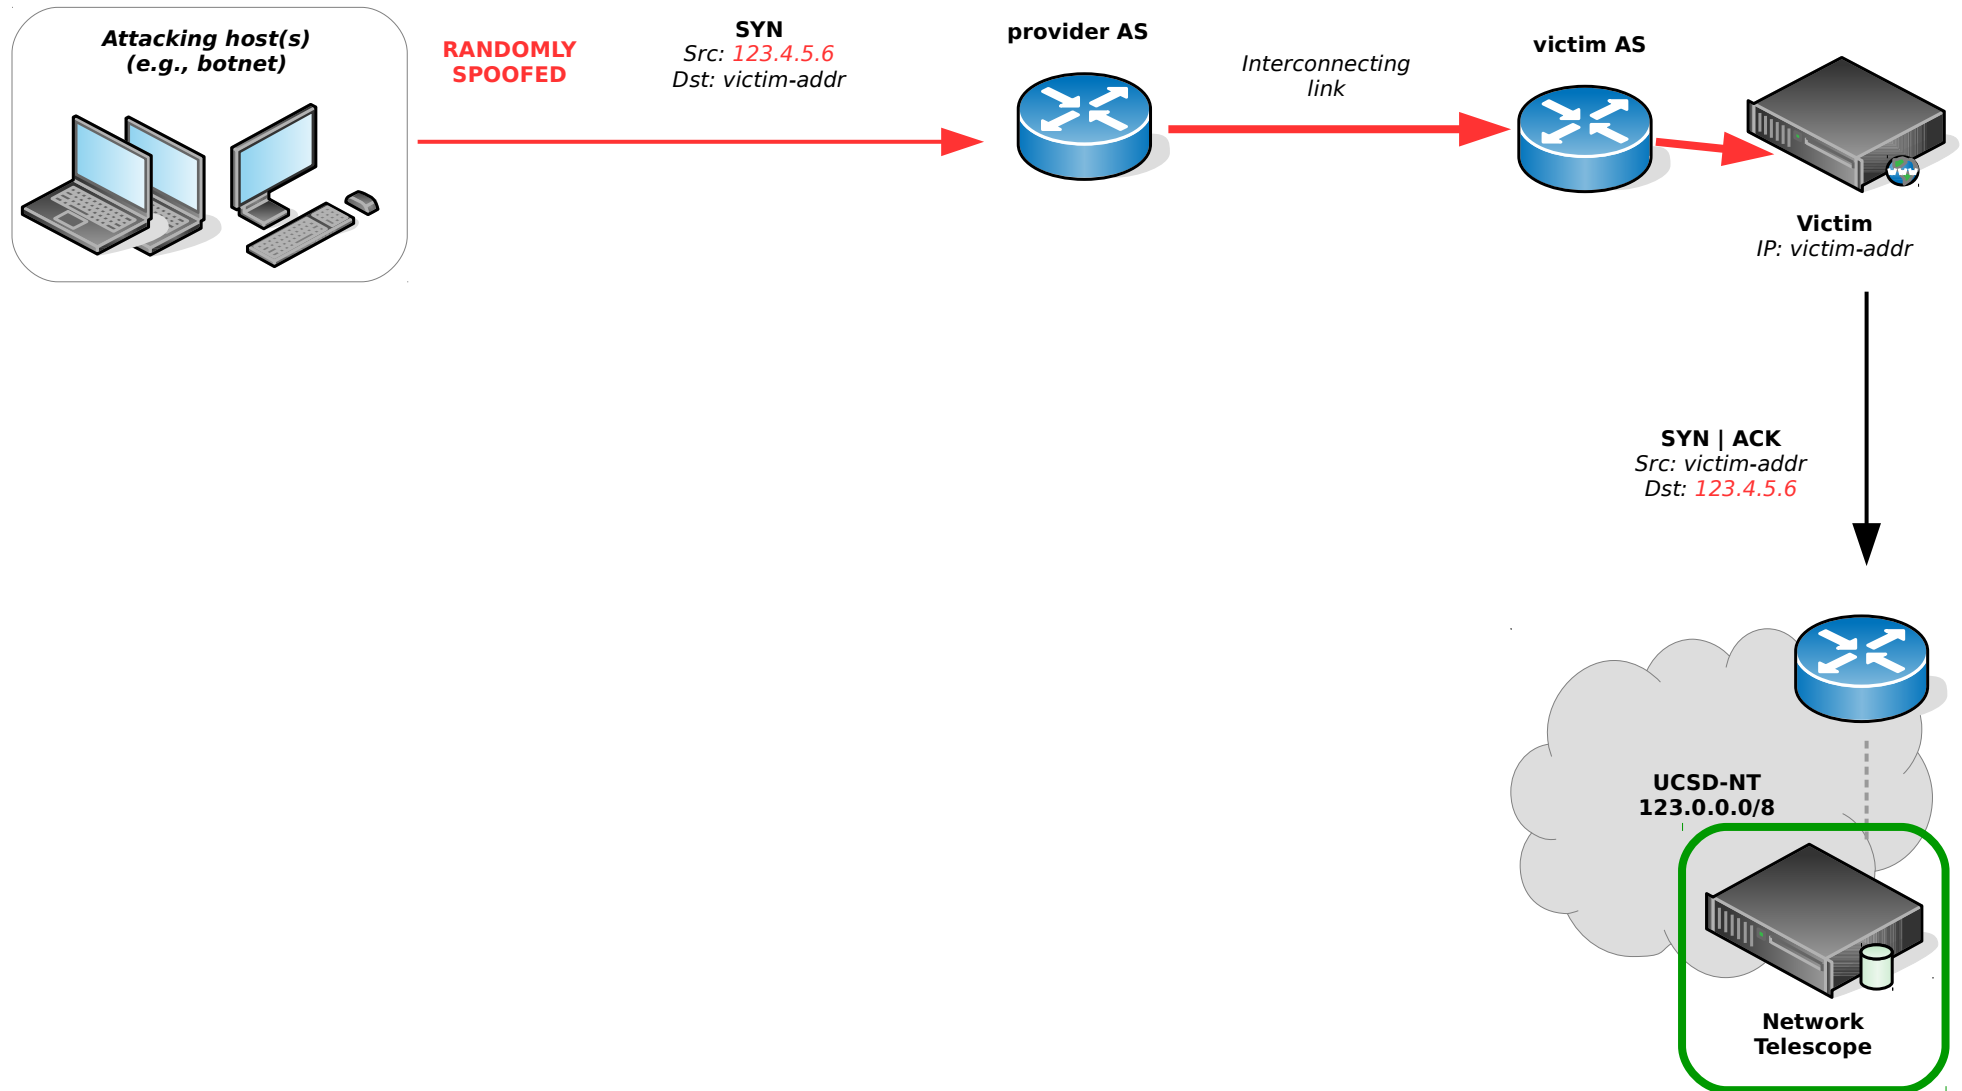 Attacking host(s)
(e.g., botnet)
RANDOMLY
SPOOFED
SYN
Src: 123.4.5.6
Dst: victim-addr
provider AS
Interconnecting
link
victim AS
Victim
IP: victim-addr
SYN | ACK
Src: victim-addr
Dst: 123.4.5.6
UCSD-NT
123.0.0.0/8
Network
Telescope